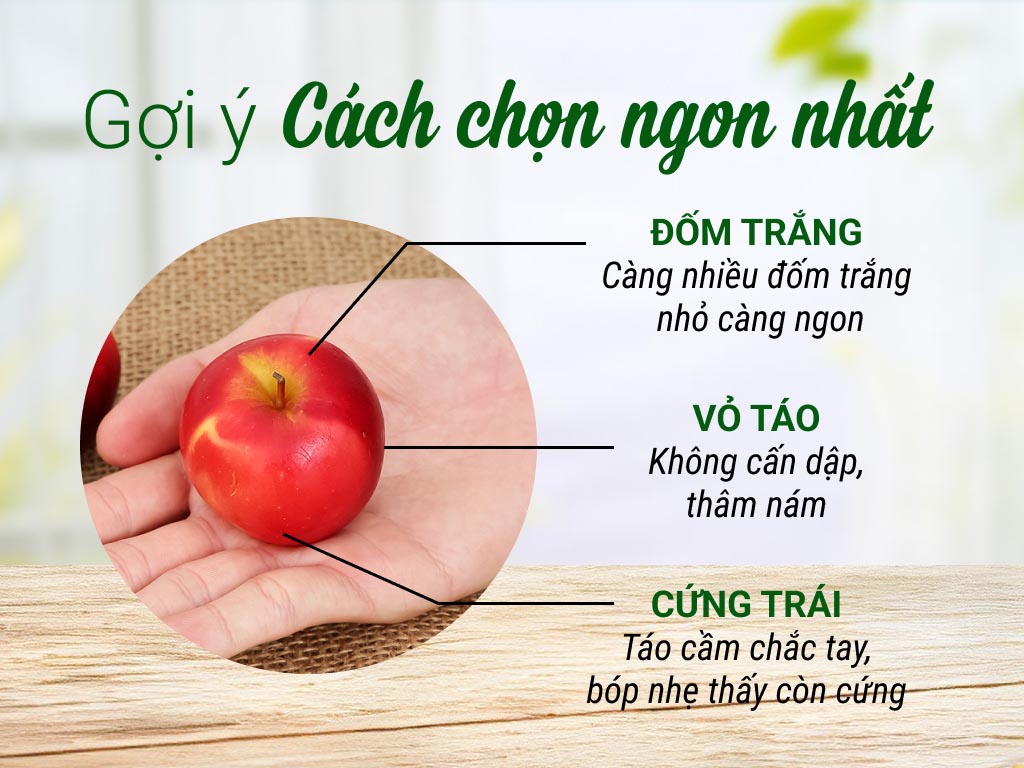 Gợi ý Cách chọn ngon nhất
ĐỐM TRẮNG
Càng nhiều đốm trắng
nhỏ càng ngon
VỎ TÁO
Không cấn dập,
thâm nám
CỨNG TRÁI
Táo cầm chắc tay,
bóp nhẹ thấy còn cứng